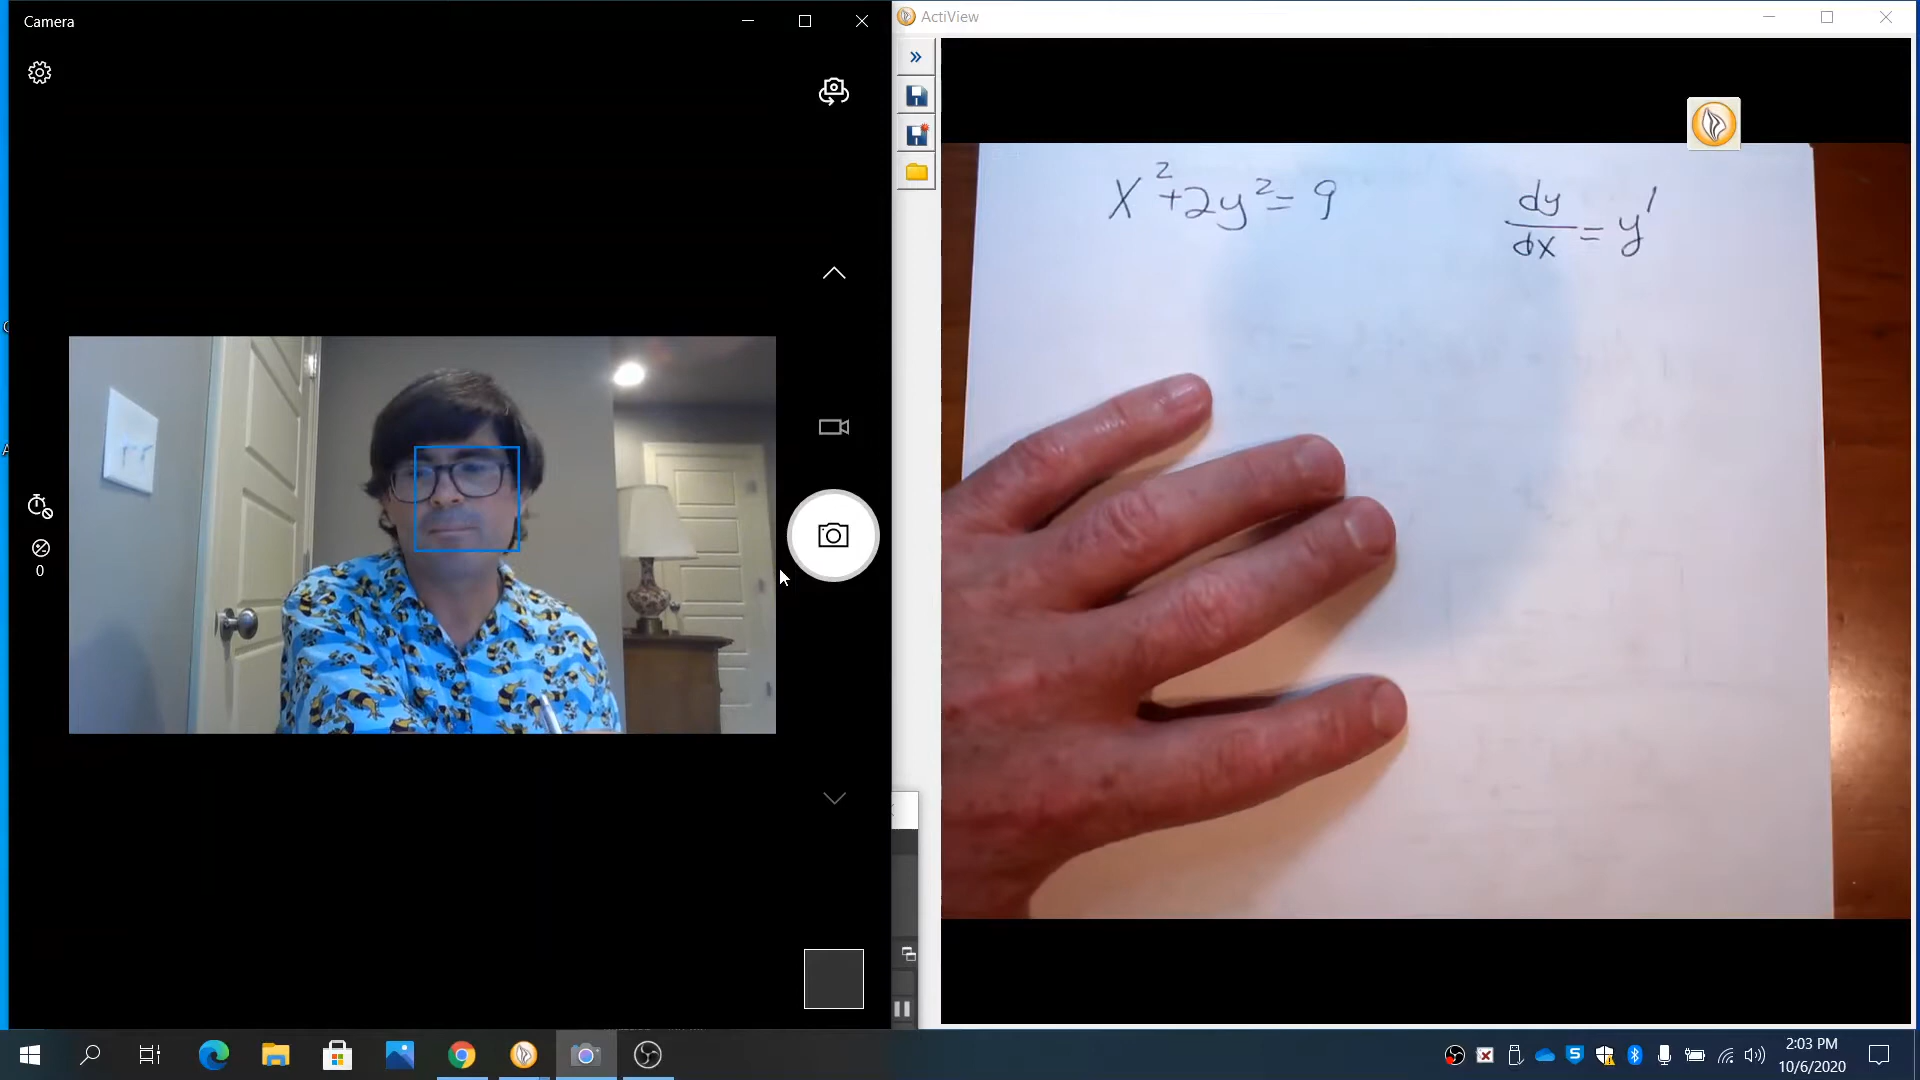 Camera
ActiView
x²+2y²=9
dy/dx = y'
0
2:03 PM
10/6/2020